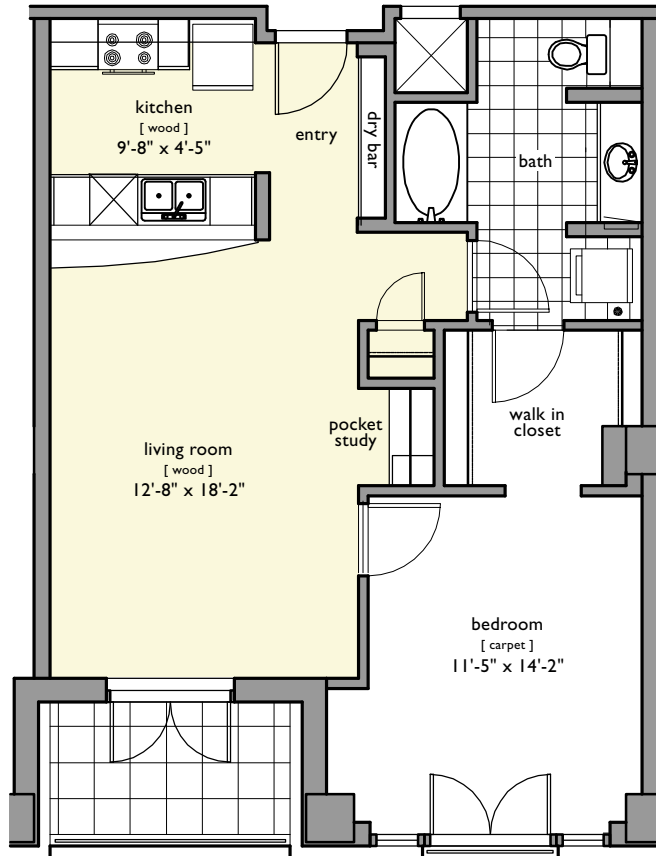 kitchen
[ wood ]
9'-8" x 4'-5"
entry
dry bar
bath
pocket
study
walk in
closet
living room
[ wood ]
12'-8" x 18'-2"
bedroom
[ carpet ]
11'-5" x 14'-2"